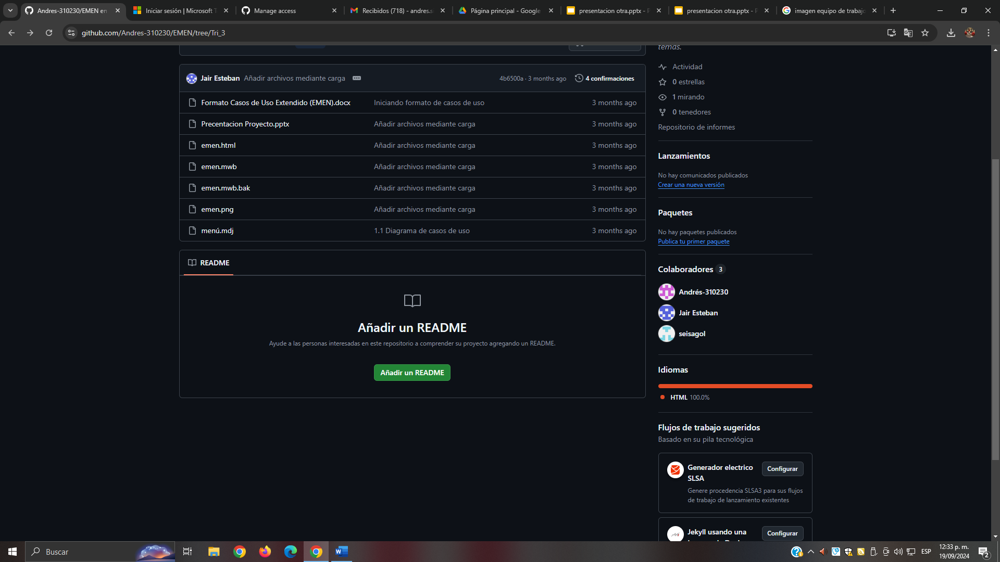 Andres-310230/EMEN en
Iniciar sesión | Microsoft T
Manage access
Recibidos (718) - andres.s
Página principal - Google
presentacion otra.pptx - P
presentacion otra.pptx - P
imagen equipo de trabajo
github.com/Andres-310230/EMEN/tree/Tri_3
temas.
Jair Esteban Añadir archivos mediante carga 4b6500a · 3 months ago 4 confirmaciones
Formato Casos de Uso Extendido (EMEN).docx Iniciando formato de casos de uso 3 months ago
Precentacion Proyecto.pptx Añadir archivos mediante carga 3 months ago
emen.html Añadir archivos mediante carga 3 months ago
emen.mwb Añadir archivos mediante carga 3 months ago
emen.mwb.bak Añadir archivos mediante carga 3 months ago
emen.png Añadir archivos mediante carga 3 months ago
menú.mdj 1.1 Diagrama de casos de uso 3 months ago
README
Añadir un README
Ayude a las personas interesadas en este repositorio a comprender su proyecto agregando un README.
Añadir un README
Actividad
0 estrellas
1 mirando
0 tenedores
Repositorio de informes
Lanzamientos
No hay comunicados publicados
Crear una nueva versión
Paquetes
No hay paquetes publicados
Publica tu primer paquete
Colaboradores 3
Andrés-310230
Jair Esteban
seisagol
Idiomas
HTML 100.0%
Flujos de trabajo sugeridos
Basado en su pila tecnológica
Generador electrico
SLSA
Configurar
Genere procedencia SLSA3 para sus flujos
de trabajo de lanzamiento existentes
Jekyll usando una
Configurar
Buscar
ESP
12:33 p. m.
19/09/2024
2